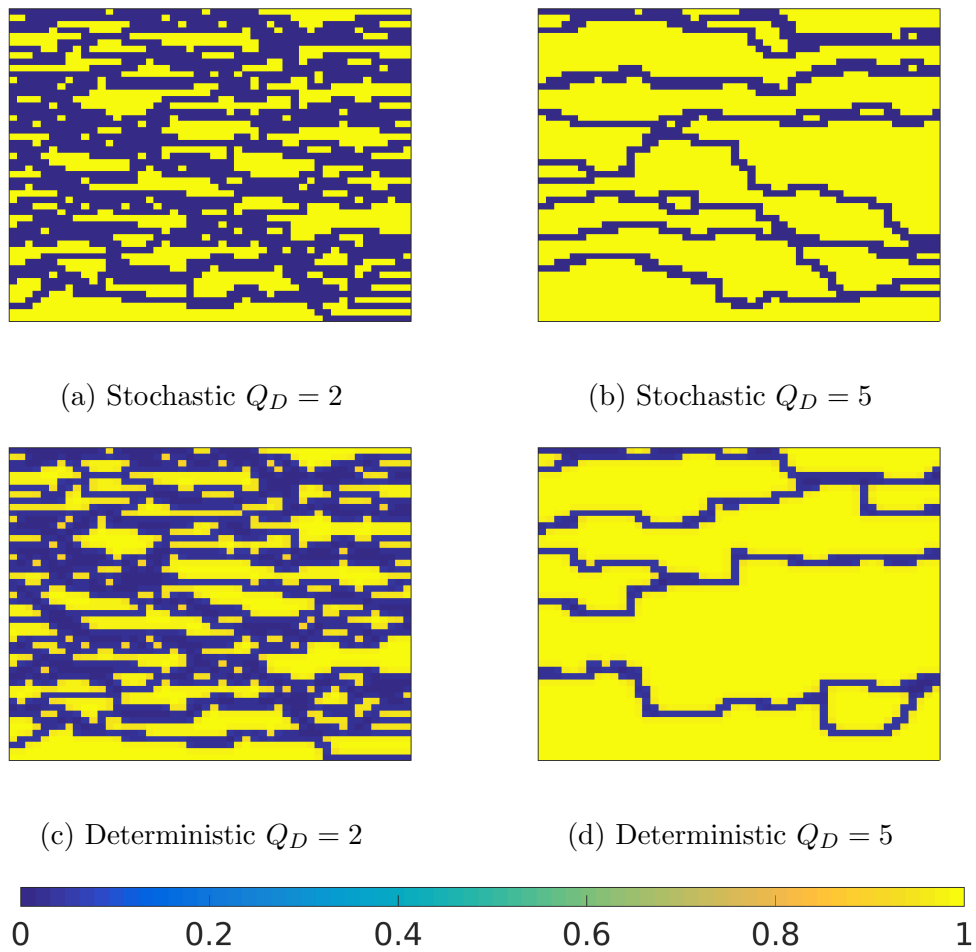 (a) Stochastic Q_D = 2
(b) Stochastic Q_D = 5
(c) Deterministic Q_D = 2
(d) Deterministic Q_D = 5
0 0.2 0.4 0.6 0.8 1